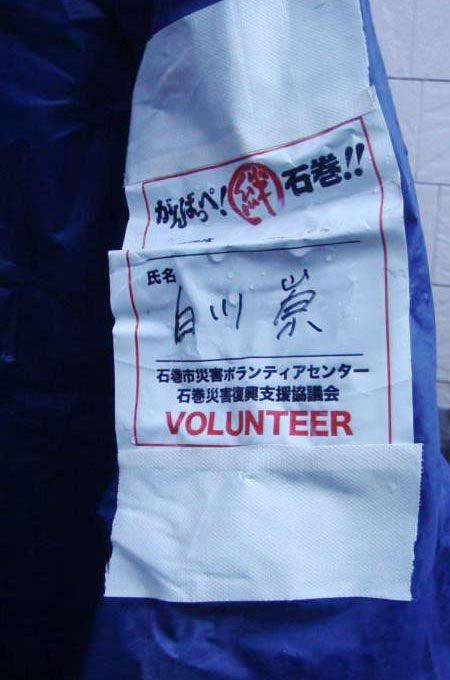 がんばっぺ！絆 石巻!!
氏名
白川 崇
石巻市災害ボランティアセンター
石巻災害復興支援協議会
VOLUNTEER